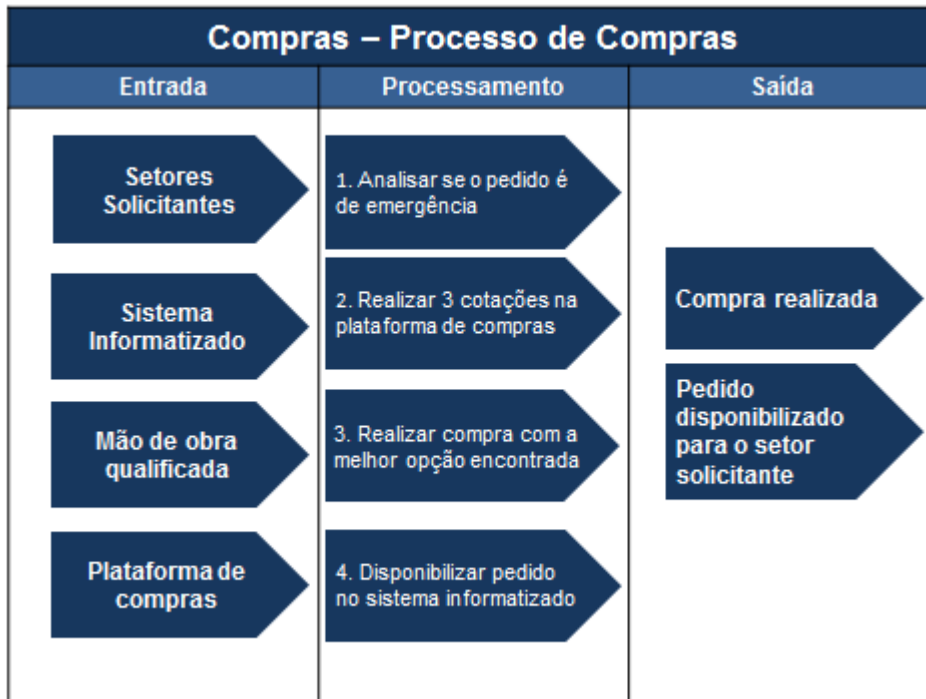 Compras – Processo de Compras
Entrada
Processamento
Saída
Setores
Solicitantes
Sistema
Informatizado
Mão de obra
qualificada
Plataforma de
compras
1. Analisar se o pedido é
de emergência
2. Realizar 3 cotações na
plataforma de compras
3. Realizar compra com a
melhor opção encontrada
4. Disponibilizar pedido
no sistema informatizado
Compra realizada
Pedido
disponibilizado
para o setor
solicitante